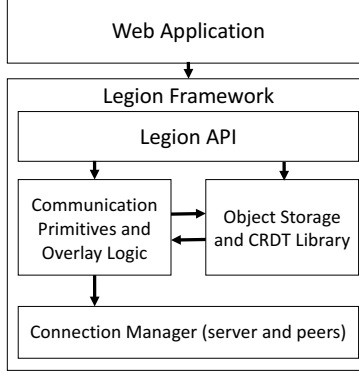 Web Application
Legion Framework
Legion API
Communication
Primitives and
Overlay Logic
Object Storage
and CRDT Library
Connection Manager (server and peers)